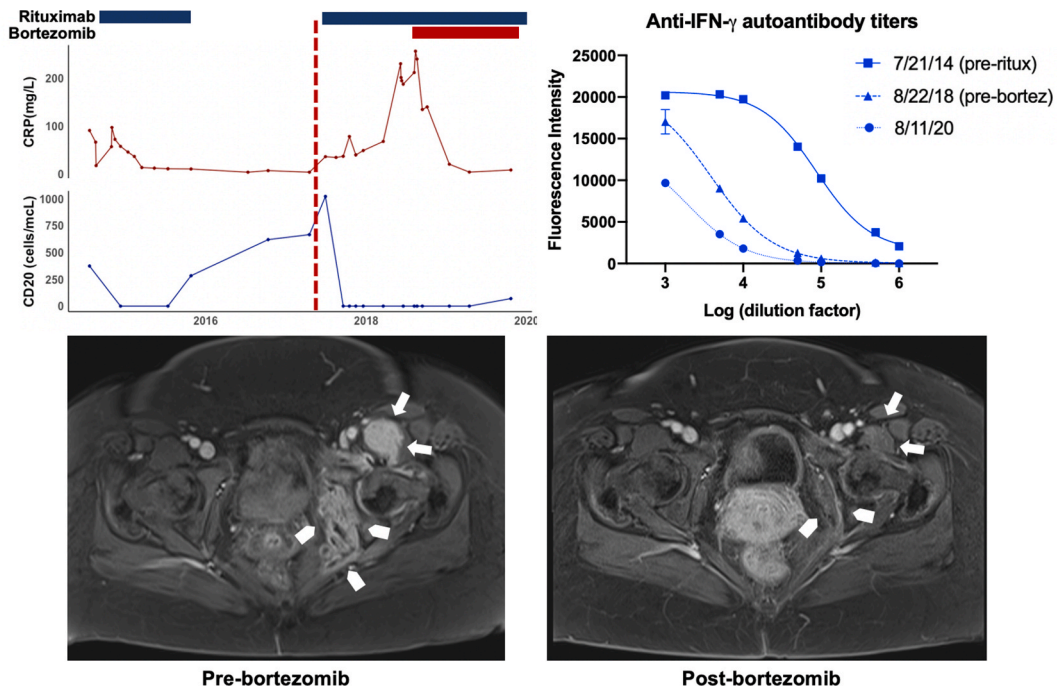 Rituximab
Bortezomib
CRP(mg/L)
200
100
0
CD20 (cells/mcL)
1000
750
500
250
0
2016
2018
2020
Anti-IFN-γ autoantibody titers
Fluorescence Intensity
25000
20000
15000
10000
5000
0
3
4
5
6
Log (dilution factor)
7/21/14 (pre-ritux)
8/22/18 (pre-bortez)
8/11/20
Pre-bortezomib
Post-bortezomib